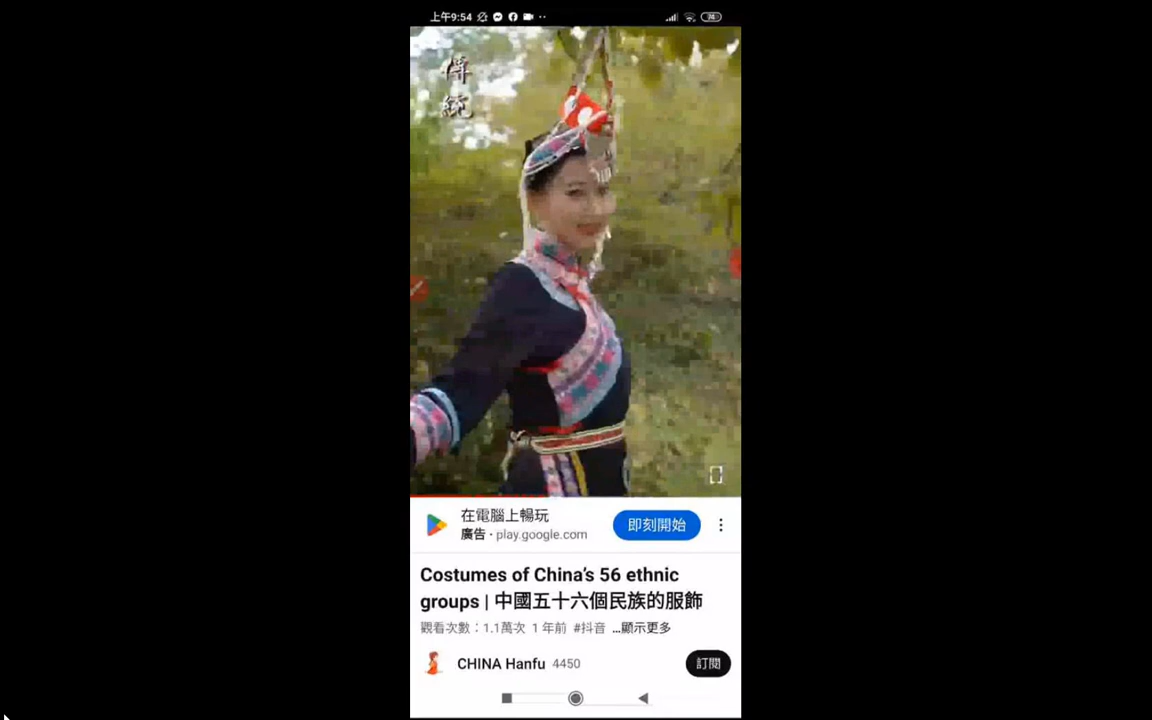 上午9:54
傳統
在電腦上暢玩
廣告 · play.google.com
即刻開始
Costumes of China's 56 ethnic
groups | 中國五十六個民族的服飾
觀看次數：1.1萬次 1 年前 #抖音 ...顯示更多
CHINA Hanfu 4450
訂閱